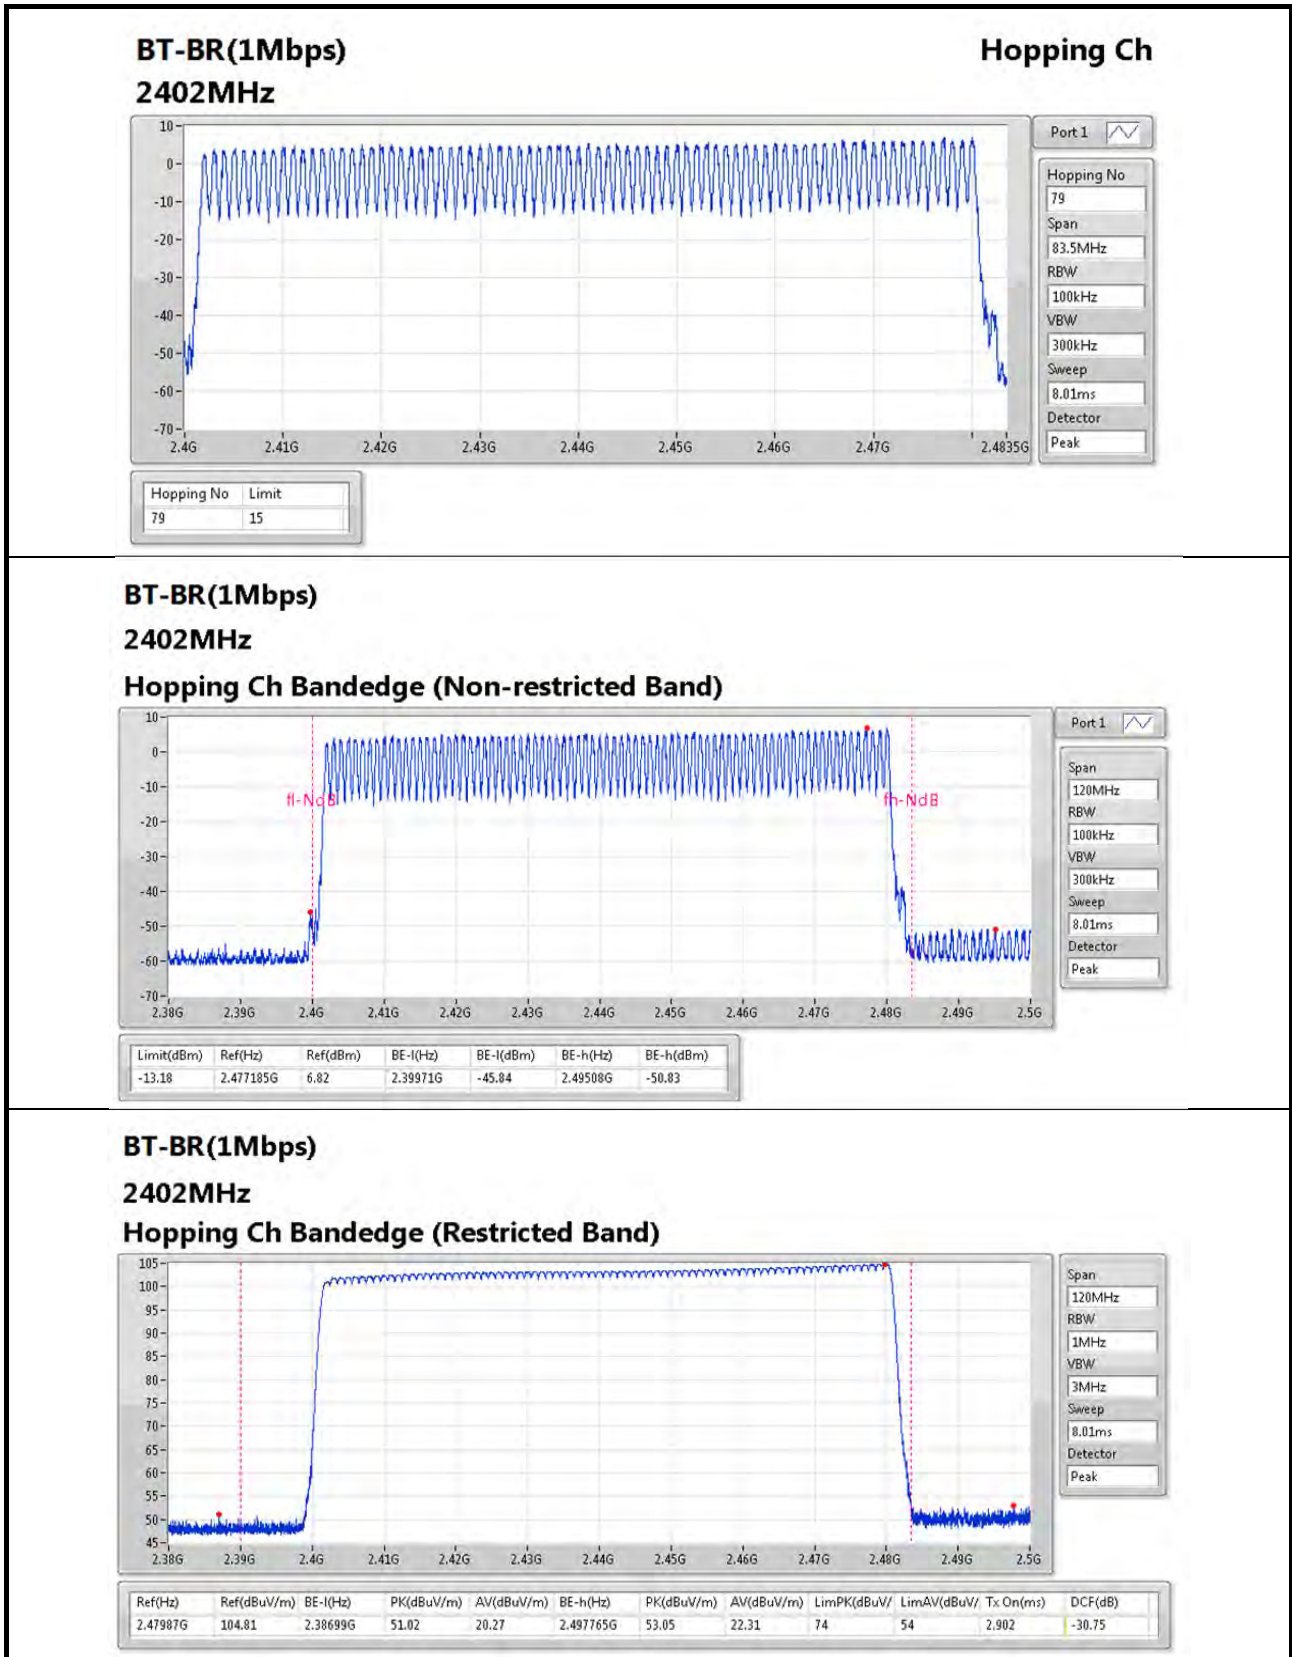 BT-BR(1Mbps) Hopping Ch
2402MHz
Port 1
10
0
-10
-20
-30
-40
-50
-60
-70
2.4G 2.41G 2.42G 2.43G 2.44G 2.45G 2.46G 2.47G 2.4835G
Hopping No
79
Span
83.5MHz
RBW
100kHz
VBW
300kHz
Sweep
8.01ms
Detector
Peak
Hopping No Limit
79 15
BT-BR(1Mbps)
2402MHz
Hopping Ch Bandedge (Non-restricted Band)
Port 1
10
0
-10
-20
-30
-40
-50
-60
-70
fl-NdB fh-NdB
2.38G 2.39G 2.4G 2.41G 2.42G 2.43G 2.44G 2.45G 2.46G 2.47G 2.48G 2.49G 2.5G
Span
120MHz
RBW
100kHz
VBW
300kHz
Sweep
8.01ms
Detector
Peak
Limit(dBm) Ref(Hz) Ref(dBm) BE-l(Hz) BE-l(dBm) BE-h(Hz) BE-h(dBm)
-13.18 2.477185G 6.82 2.39971G -45.84 2.49508G -50.83
BT-BR(1Mbps)
2402MHz
Hopping Ch Bandedge (Restricted Band)
105
100
95
90
85
80
75
70
65
60
55
50
45
2.38G 2.39G 2.4G 2.41G 2.42G 2.43G 2.44G 2.45G 2.46G 2.47G 2.48G 2.49G 2.5G
Span
120MHz
RBW
1MHz
VBW
3MHz
Sweep
8.01ms
Detector
Peak
Ref(Hz) Ref(dBuV/m) BE-l(Hz) PK(dBuV/m) AV(dBuV/m) BE-h(Hz) PK(dBuV/m) AV(dBuV/m) LimPK(dBuV/ LimAV(dBuV/ Tx On(ms) DCF(dB)
2.47987G 104.81 2.38699G 51.02 20.27 2.497765G 53.05 22.31 74 54 2.902 -30.75